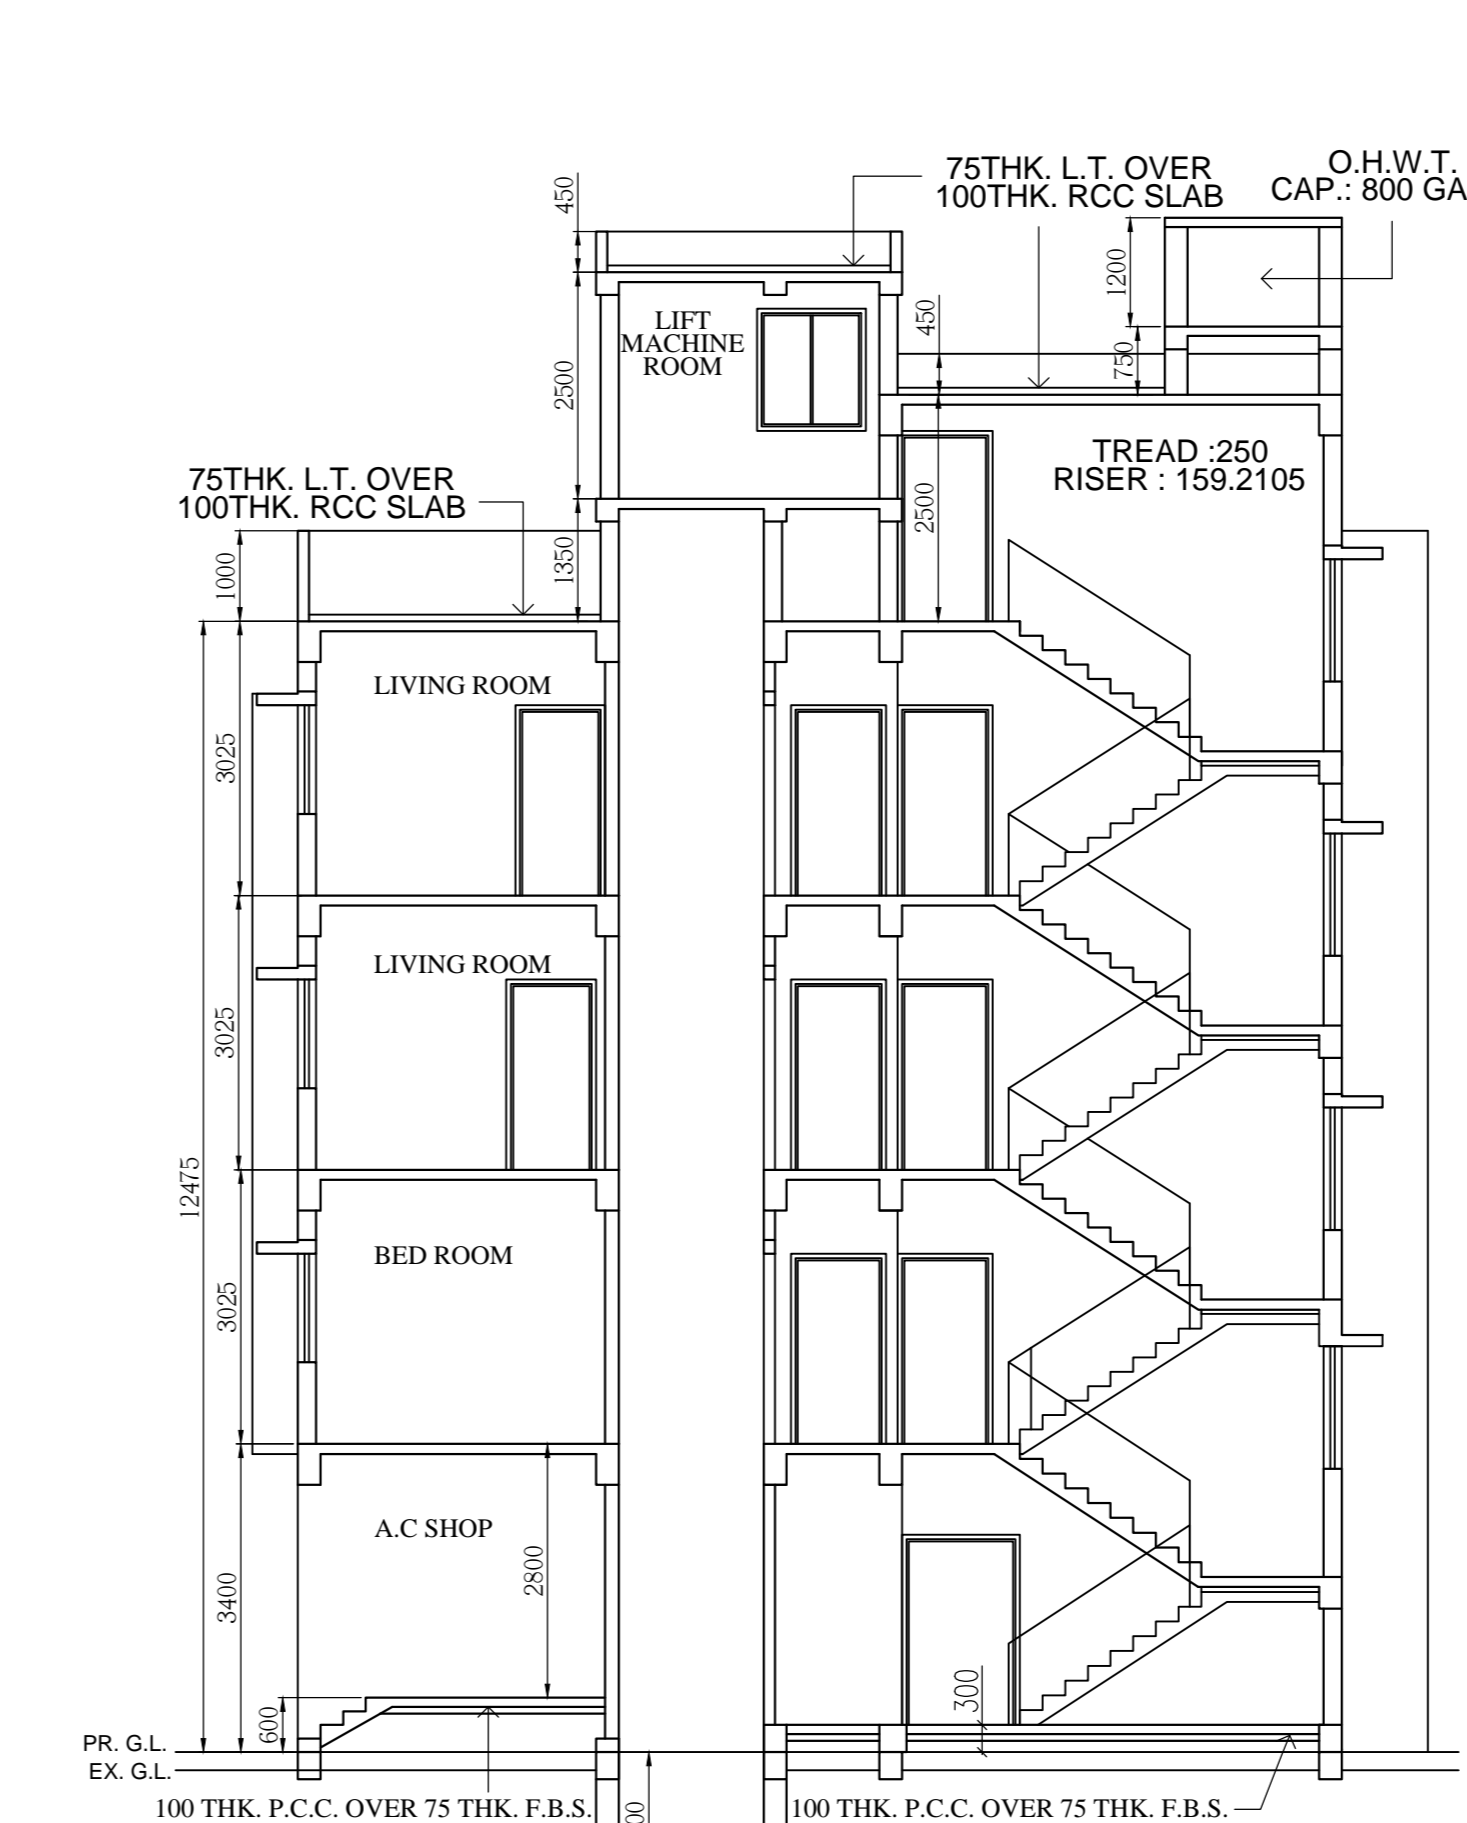 75THK. L.T. OVER
100THK. RCC SLAB
O.H.W.T.
CAP.: 800 GA
450
1200
450
750
LIFT
MACHINE
ROOM
2500
TREAD :250
RISER : 159.2105
75THK. L.T. OVER
100THK. RCC SLAB
2500
1350
1000
LIVING ROOM
3025
LIVING ROOM
3025
12475
BED ROOM
3025
A.C SHOP
2800
3400
300
600
PR. G.L.
EX. G.L.
100 THK. P.C.C. OVER 75 THK. F.B.S.
100 THK. P.C.C. OVER 75 THK. F.B.S.